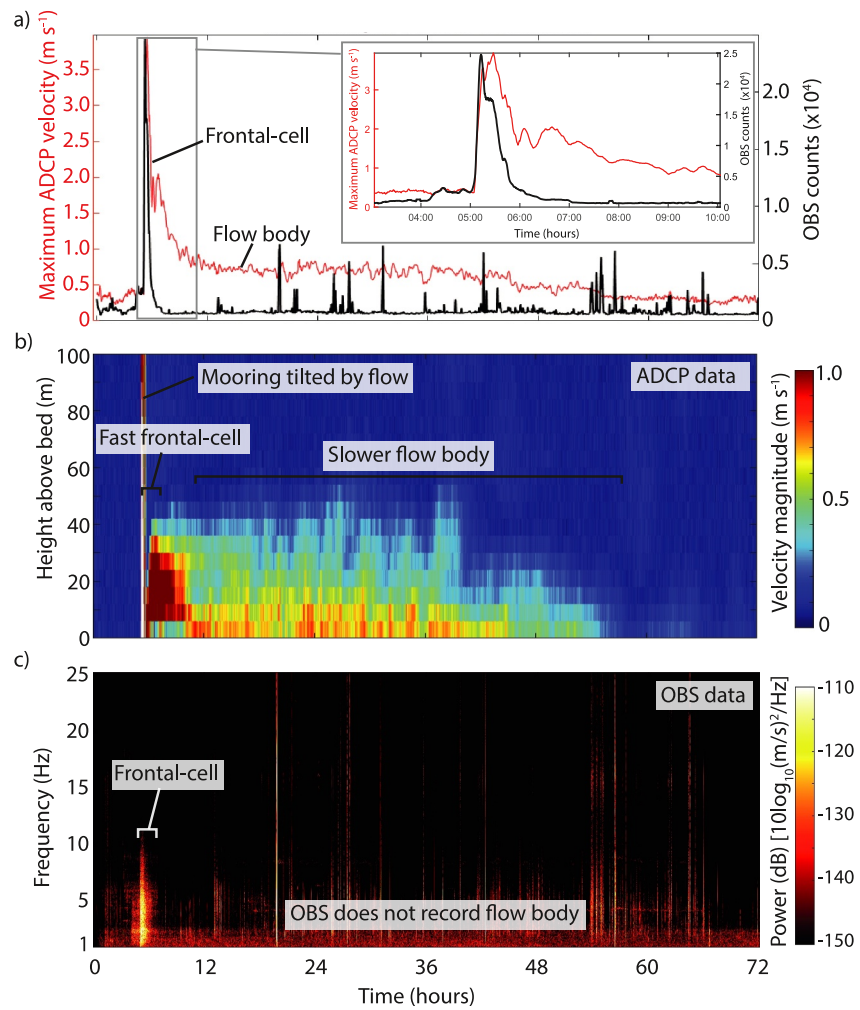 a)
Maximum ADCP velocity (m s⁻¹)
3.5
3.0
2.5
2.0
1.5
1.0
0.5
0
Frontal-cell
Flow body
Maximum ADCP velocity (m s⁻¹)
3
2
1
0
04:00 05:00 06:00 07:00 08:00 09:00 10:00
Time (hours)
2.5
2
1.5
1
0.5
0
OBS counts (x10⁴)
2.0
1.5
1.0
0.5
0
OBS counts (x10⁴)
b)
Height above bed (m)
100
80
60
40
20
0
Mooring tilted by flow
ADCP data
Fast frontal-cell
Slower flow body
1.0
0.5
0
Velocity magnitude (m s⁻¹)
c)
Frequency (Hz)
25
20
15
10
5
1
OBS data
Frontal-cell
OBS does not record flow body
0 12 24 36 48 60 72
Time (hours)
-110
-120
-130
-140
-150
Power (dB) [10log₁₀(m/s)²/Hz]